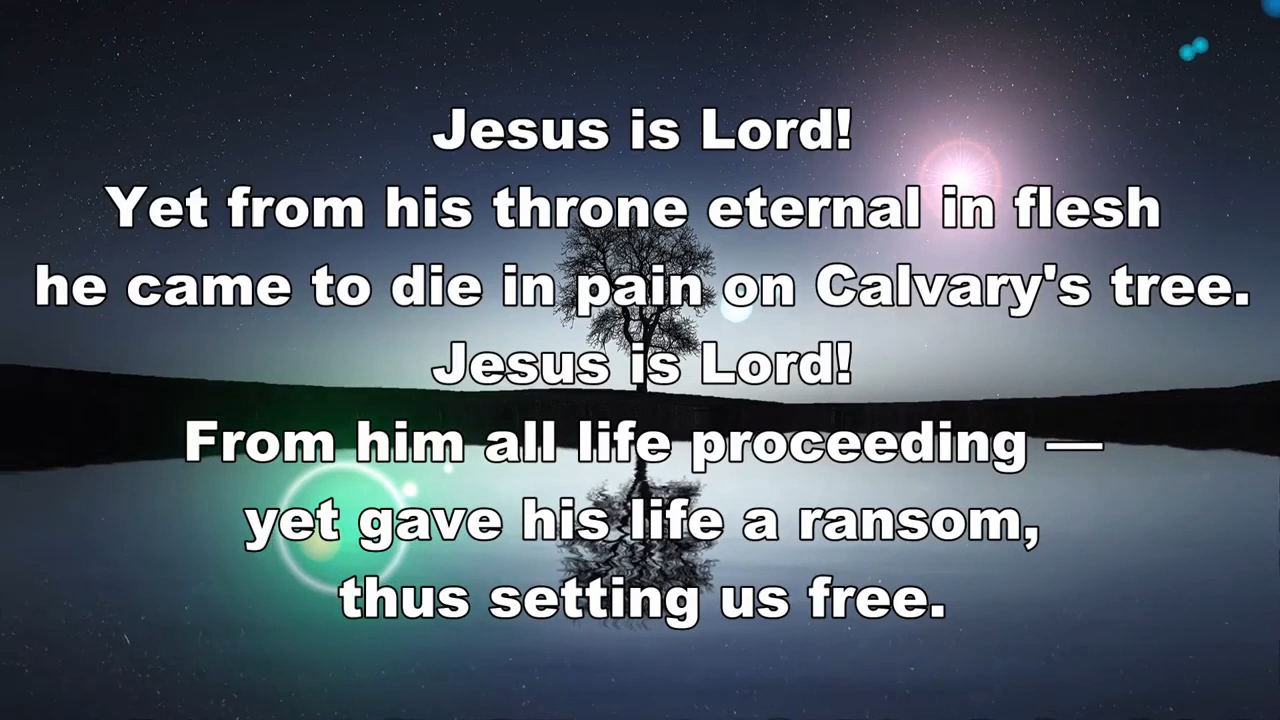 Jesus is Lord!
Yet from his throne eternal in flesh
he came to die in pain on Calvary's tree.
Jesus is Lord!
From him all life proceeding —
yet gave his life a ransom,
thus setting us free.